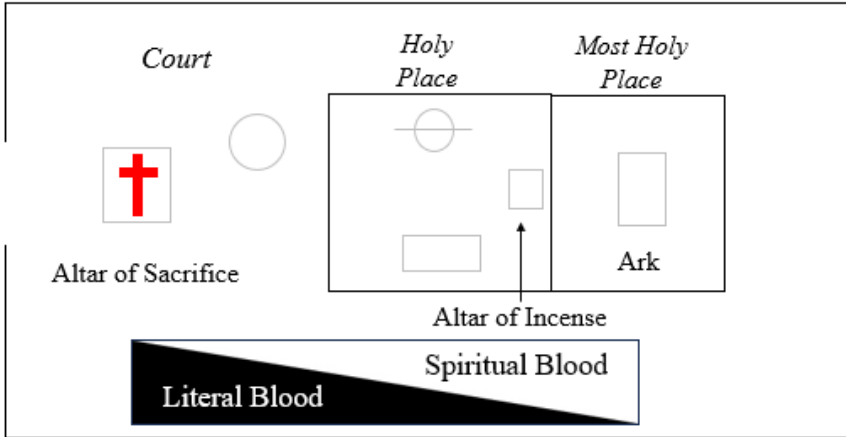 Court
Holy
Place
Most Holy
Place
Altar of Sacrifice
Ark
Altar of Incense
Spiritual Blood
Literal Blood